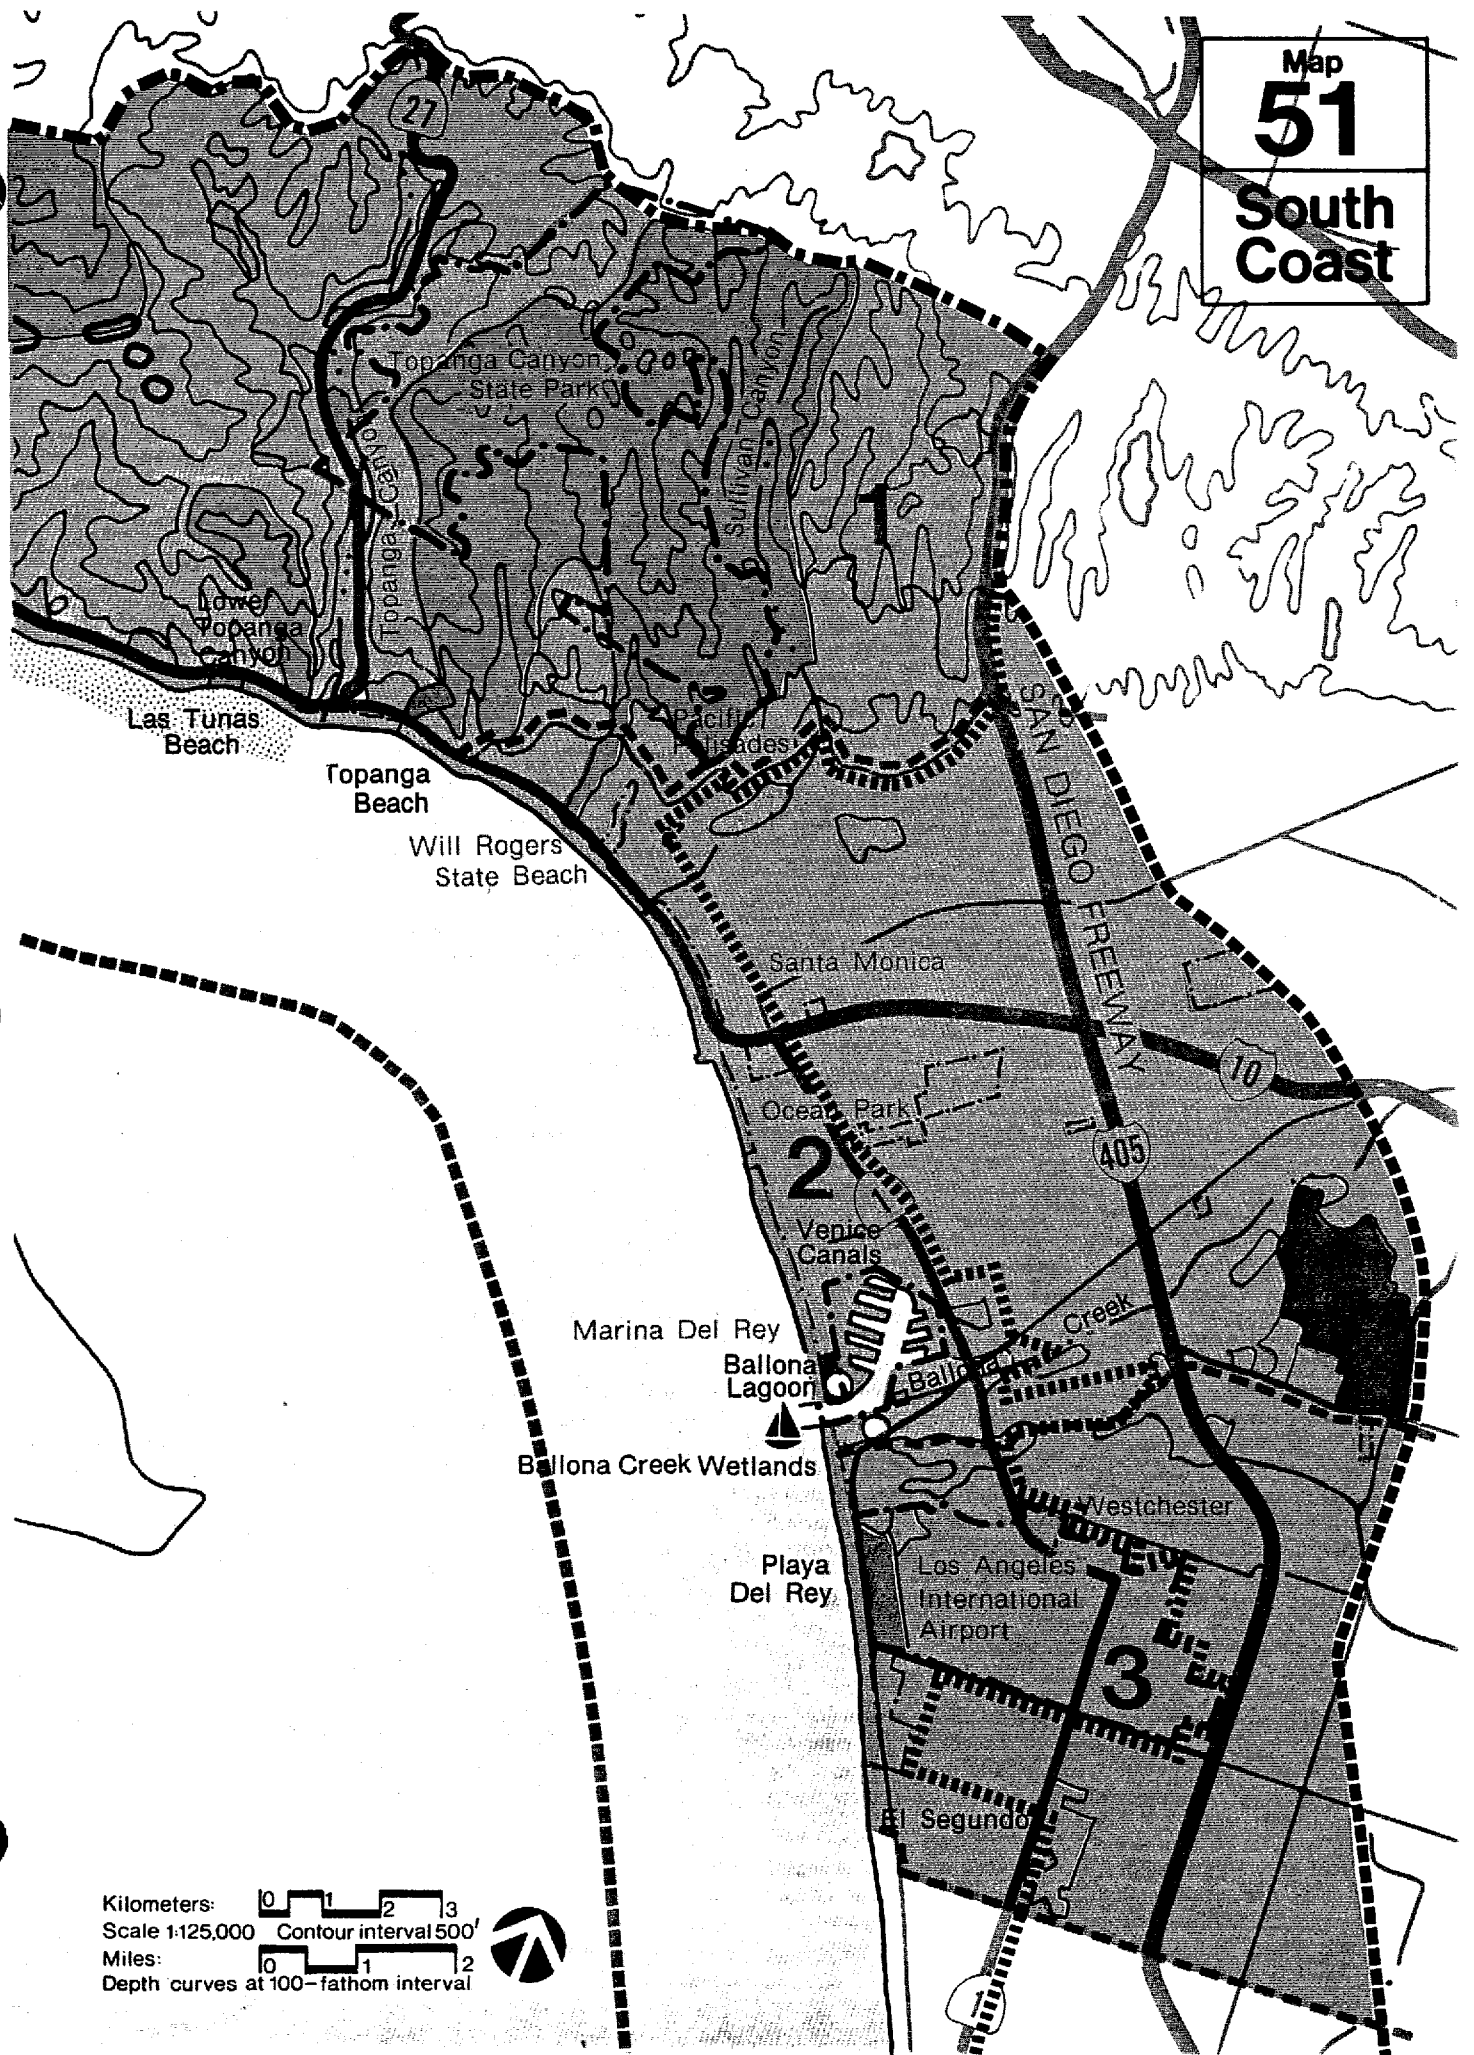 Map
51
South
Coast
27
Topanga Canyon
State Park
Sullivan Canyon
1
Topanga Canyon
Lower
Topanga
Canyon
Las Tunas
Beach
Pacific
Palisades
Topanga
Beach
Will Rogers
State Beach
SAN DIEGO FREEWAY
Santa Monica
10
Ocean Park
2
405
Venice
Canals
Marina Del Rey
Ballona
Lagoon
Ballona Creek
Ballona Creek Wetlands
Westchester
Playa
Del Rey
Los Angeles
International
Airport
3
El Segundo
Kilometers: 0 1 2 3
Scale 1:125,000 Contour interval 500'
Miles: 0 1 2
Depth curves at 100-fathom interval
1